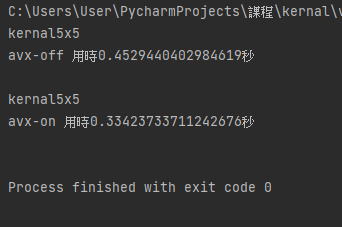 C:\Users\User\PycharmProjects\課程\kernal\v
kernal5x5
avx-off 用時0.4529440402984619秒
kernal5x5
avx-on 用時0.33423733711242676秒
Process finished with exit code 0